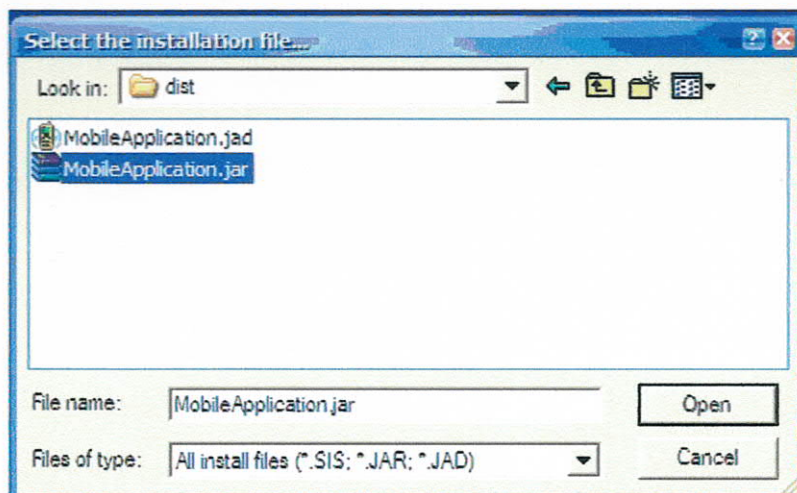 Select the installation file...
Look in: dist
MobileApplication.jad
MobileApplication.jar
File name: MobileApplication.jar Open
Files of type: All install files (*.SIS; *.JAR; *.JAD) Cancel